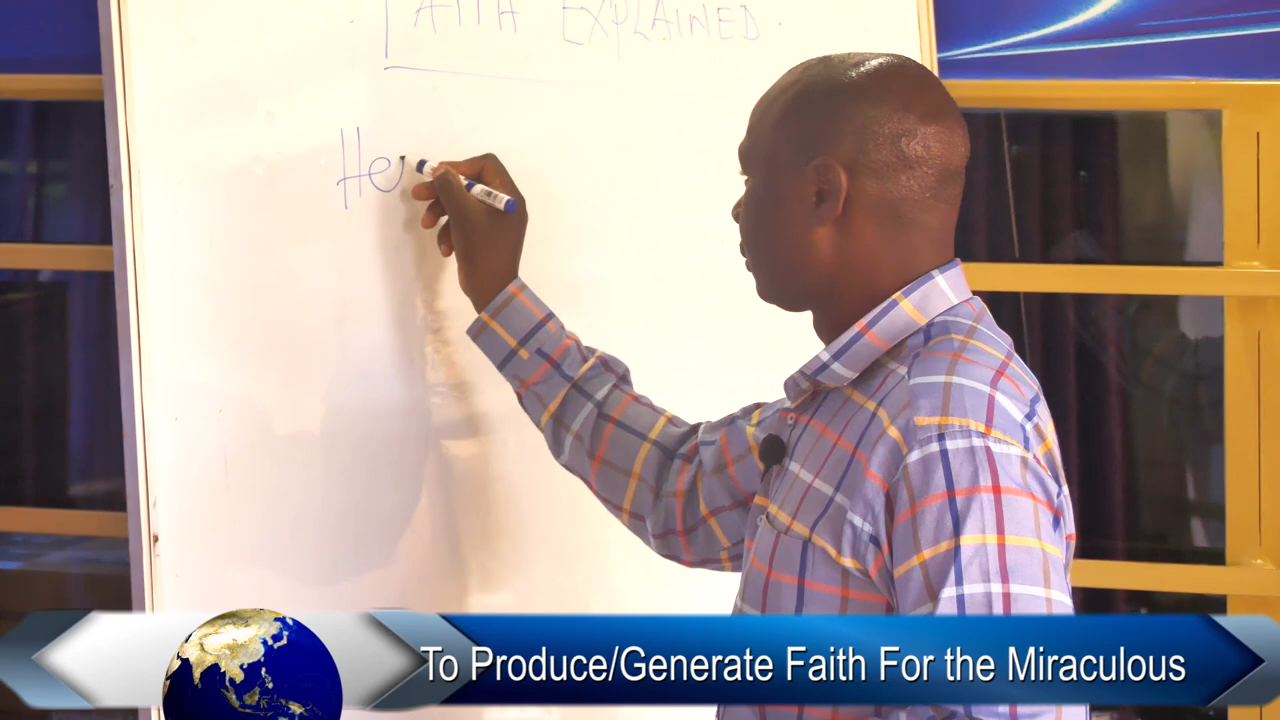 FAITH EXPLAINED
He
To Produce/Generate Faith For the Miraculous